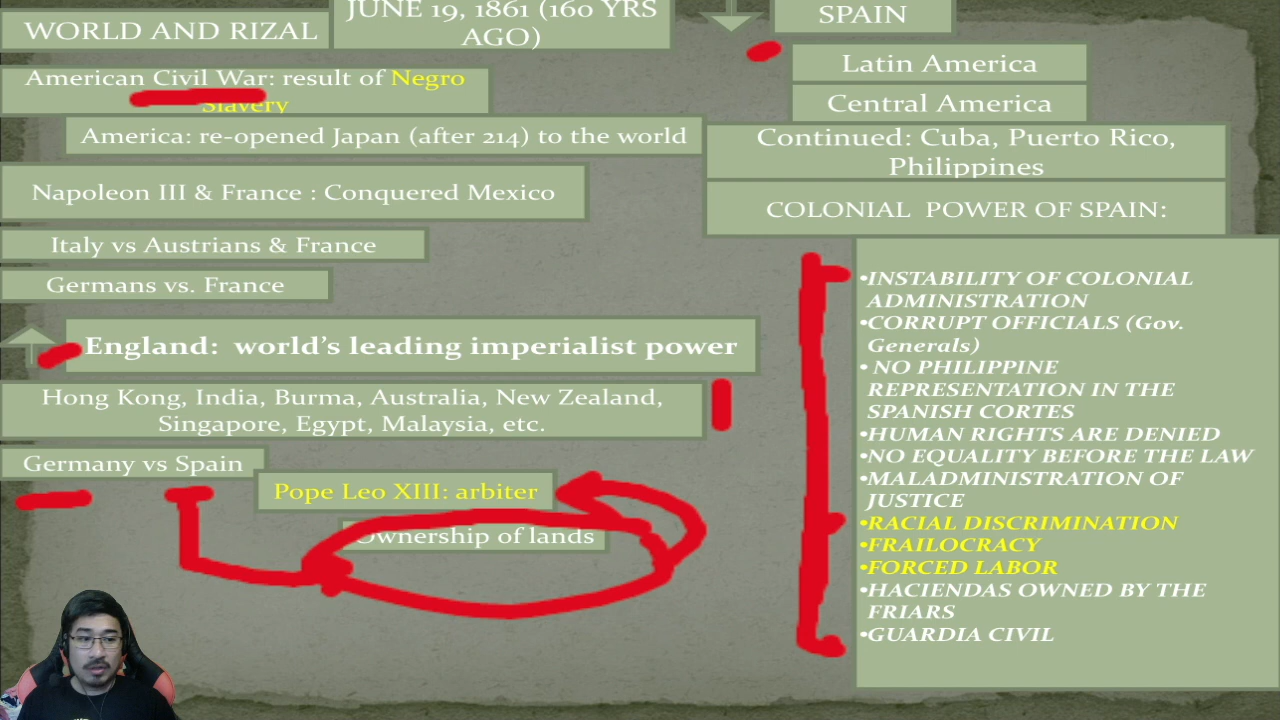 WORLD AND RIZAL
JUNE 19, 1861 (160 YRS
AGO)
American Civil War: result of Negro
Slavery
America: re-opened Japan (after 214) to the world
Napoleon III & France : Conquered Mexico
Italy vs Austrians & France
Germans vs. France
England: world's leading imperialist power
Hong Kong, India, Burma, Australia, New Zealand,
Singapore, Egypt, Malaysia, etc.
Germany vs Spain
Pope Leo XIII: arbiter
Ownership of lands
SPAIN
Latin America
Central America
Continued: Cuba, Puerto Rico,
Philippines
COLONIAL POWER OF SPAIN:
•INSTABILITY OF COLONIAL
ADMINISTRATION
•CORRUPT OFFICIALS (Gov.
Generals)
• NO PHILIPPINE
REPRESENTATION IN THE
SPANISH CORTES
•HUMAN RIGHTS ARE DENIED
•NO EQUALITY BEFORE THE LAW
•MALADMINISTRATION OF
JUSTICE
•RACIAL DISCRIMINATION
•FRAILOCRACY
•FORCED LABOR
•HACIENDAS OWNED BY THE
FRIARS
•GUARDIA CIVIL